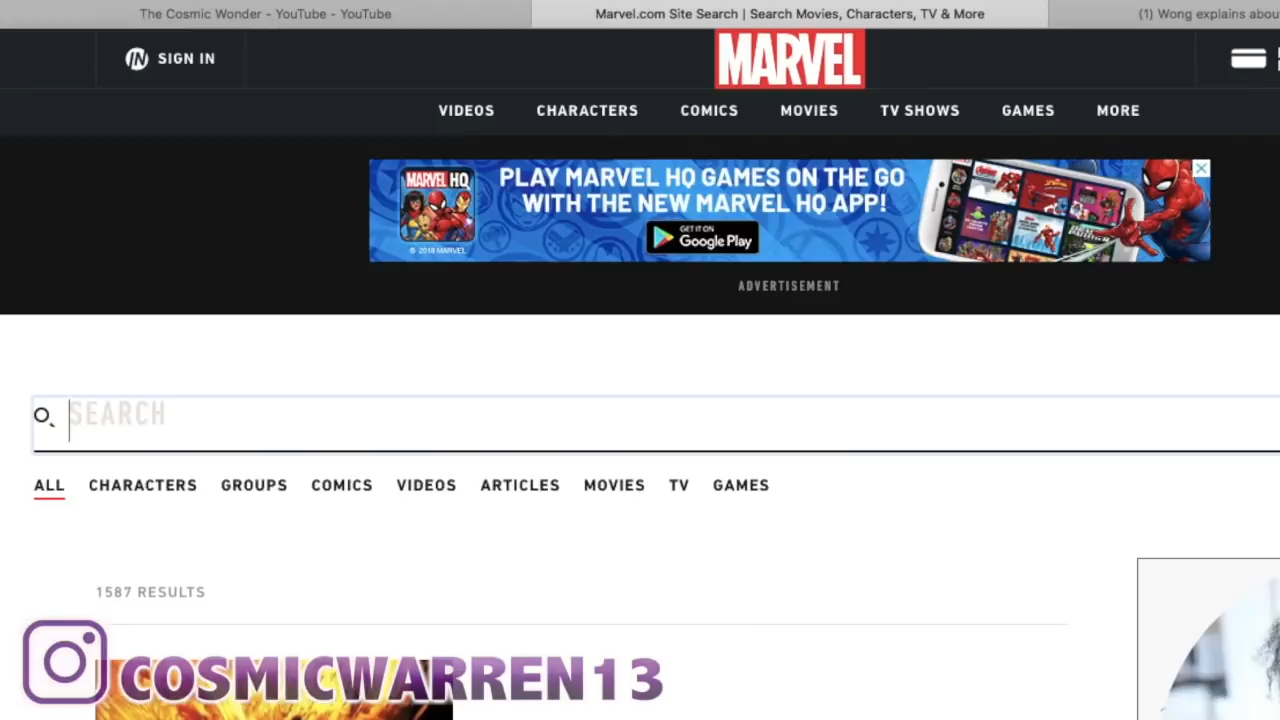 The Cosmic Wonder - YouTube - YouTube
Marvel.com Site Search | Search Movies, Characters, TV & More
(1) Wong explains abou
IN SIGN IN
MARVEL
VIDEOS CHARACTERS COMICS MOVIES TV SHOWS GAMES MORE
MARVEL HQ
PLAY MARVEL HQ GAMES ON THE GO
WITH THE NEW MARVEL HQ APP!
GET IT ON
Google Play
© 2018 MARVEL
ADVERTISEMENT
SEARCH
ALL CHARACTERS GROUPS COMICS VIDEOS ARTICLES MOVIES TV GAMES
1587 RESULTS
COSMICWARREN13